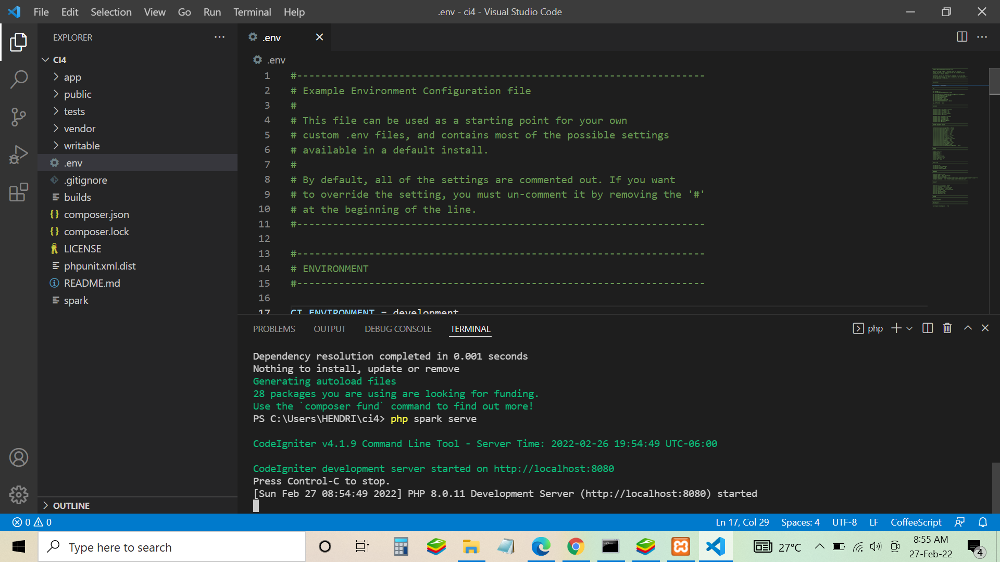 File Edit Selection View Go Run Terminal Help
.env - ci4 - Visual Studio Code
EXPLORER
CI4
app
public
tests
vendor
writable
.env
.gitignore
builds
composer.json
composer.lock
LICENSE
phpunit.xml.dist
README.md
spark
OUTLINE
.env
.env
1 #--------------------------------------------------------------------
2 # Example Environment Configuration file
3 #
4 # This file can be used as a starting point for your own
5 # custom .env files, and contains most of the possible settings
6 # available in a default install.
7 #
8 # By default, all of the settings are commented out. If you want
9 # to override the setting, you must un-comment it by removing the '#'
10 # at the beginning of the line.
11 #--------------------------------------------------------------------
12
13 #--------------------------------------------------------------------
14 # ENVIRONMENT
15 #--------------------------------------------------------------------
16
17 CI_ENVIRONMENT = development
PROBLEMS OUTPUT DEBUG CONSOLE TERMINAL
php
Dependency resolution completed in 0.001 seconds
Nothing to install, update or remove
Generating autoload files
28 packages you are using are looking for funding.
Use the `composer fund` command to find out more!
PS C:\Users\HENDRI\ci4> php spark serve
CodeIgniter v4.1.9 Command Line Tool - Server Time: 2022-02-26 19:54:49 UTC-06:00
CodeIgniter development server started on http://localhost:8080
Press Control-C to stop.
[Sun Feb 27 08:54:49 2022] PHP 8.0.11 Development Server (http://localhost:8080) started
0 0
Ln 17, Col 29 Spaces: 4 UTF-8 LF CoffeeScript
Type here to search
27°C
8:55 AM
27-Feb-22
4